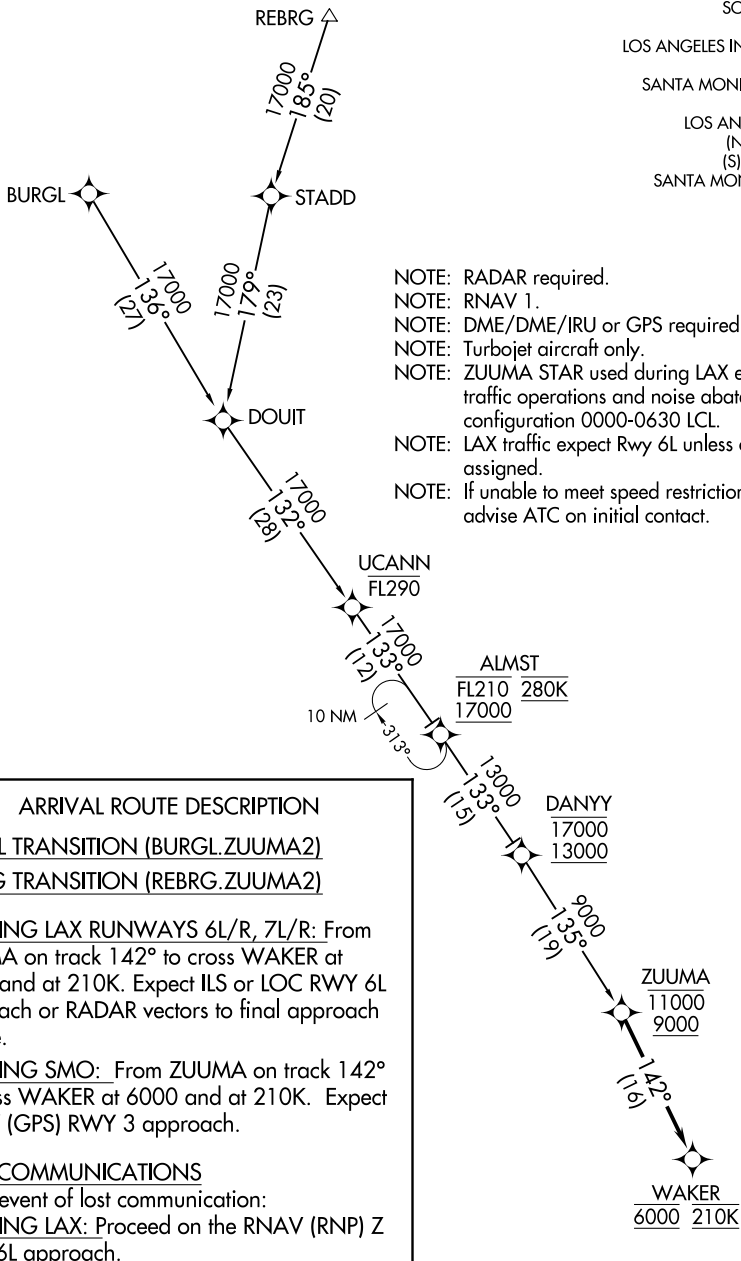 REBRG
17000
185°
(20)
SC
LOS ANGELES IN
SANTA MON
LOS AN
(N
(S)
SANTA MON
BURGL
STADD
17000
136°
(27)
17000
179°
(23)
DOUIT
NOTE: RADAR required.
NOTE: RNAV 1.
NOTE: DME/DME/IRU or GPS required
NOTE: Turbojet aircraft only.
NOTE: ZUUMA STAR used during LAX e
traffic operations and noise abat
configuration 0000-0630 LCL.
NOTE: LAX traffic expect Rwy 6L unless
assigned.
NOTE: If unable to meet speed restriction
advise ATC on initial contact.
17000
132°
(28)
UCANN
FL290
17000
133°
(12)
ALMST
FL210 280K
17000
10 NM
313°
13000
133°
(15)
DANYY
17000
13000
9000
135°
(19)
ZUUMA
11000
9000
142°
(16)
WAKER
6000 210K
ARRIVAL ROUTE DESCRIPTION
L TRANSITION (BURGL.ZUUMA2)
G TRANSITION (REBRG.ZUUMA2)
ING LAX RUNWAYS 6L/R, 7L/R: From
MA on track 142° to cross WAKER at
and at 210K. Expect ILS or LOC RWY 6L
ach or RADAR vectors to final approach
e.
ING SMO: From ZUUMA on track 142°
ss WAKER at 6000 and at 210K. Expect
(GPS) RWY 3 approach.
COMMUNICATIONS
event of lost communication:
ING LAX: Proceed on the RNAV (RNP) Z
6L approach.